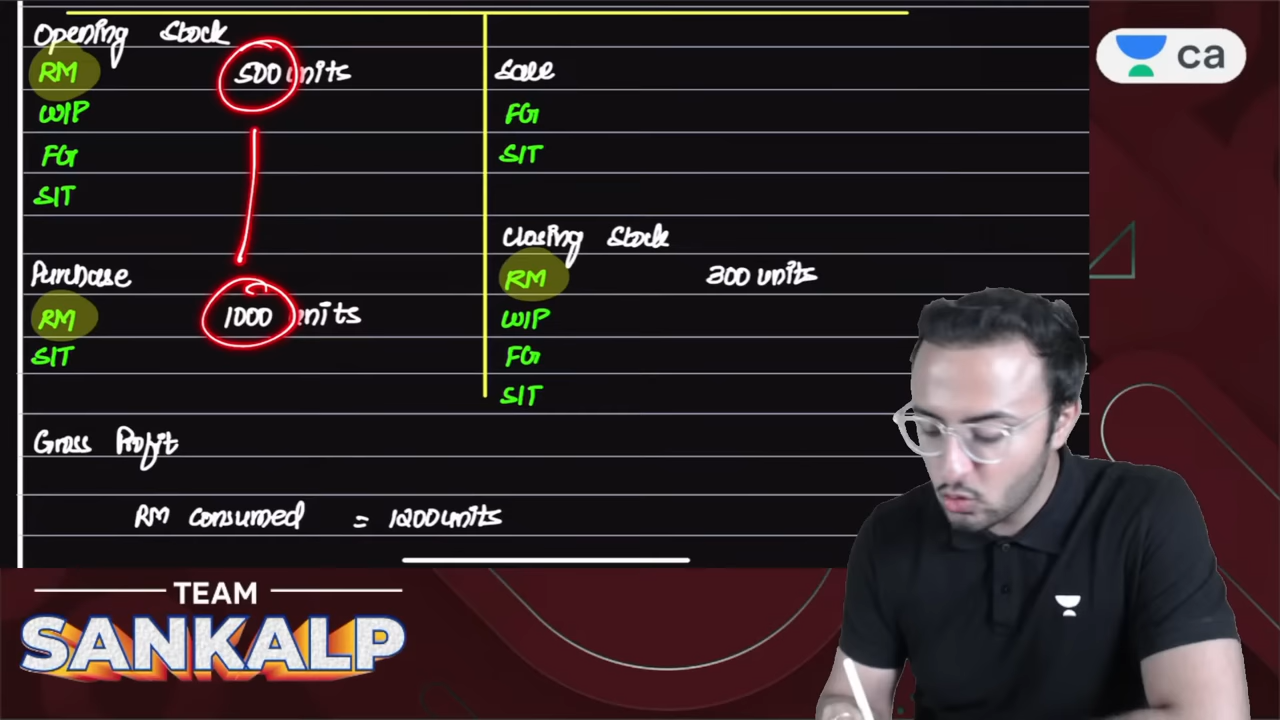 Opening Stock
RM 500 units
WIP
FG
SIT
Purchase
RM 1000 units
SIT
Gross Profit
RM consumed = 1200 units
Sale
FG
SIT
Closing Stock
RM 300 units
WIP
FG
SIT
ca
TEAM
SANKALP